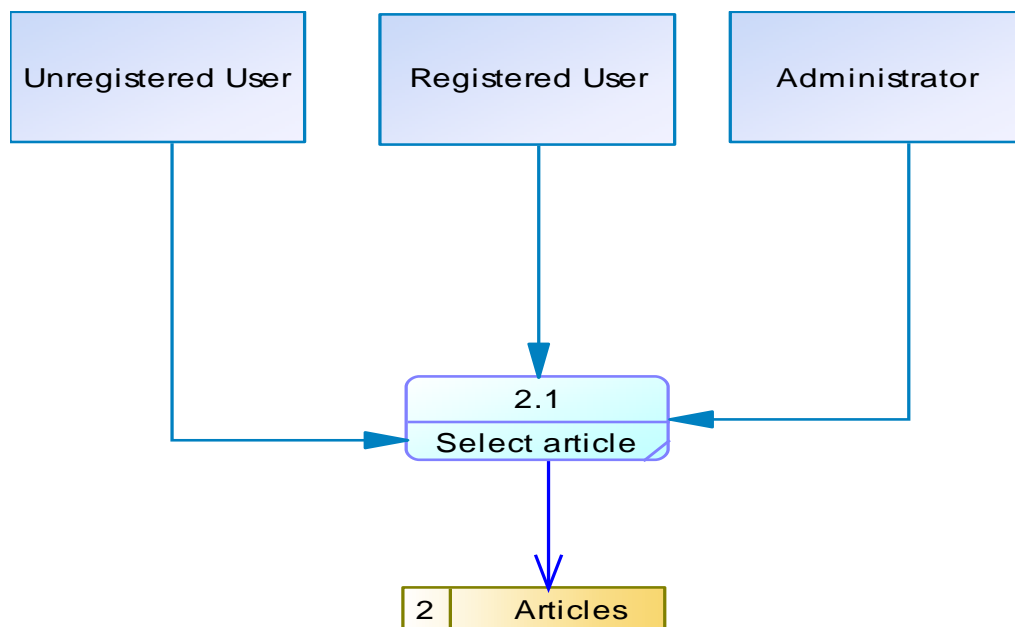 Unregistered User
Registered User
Administrator
2.1
Select article
2 Articles